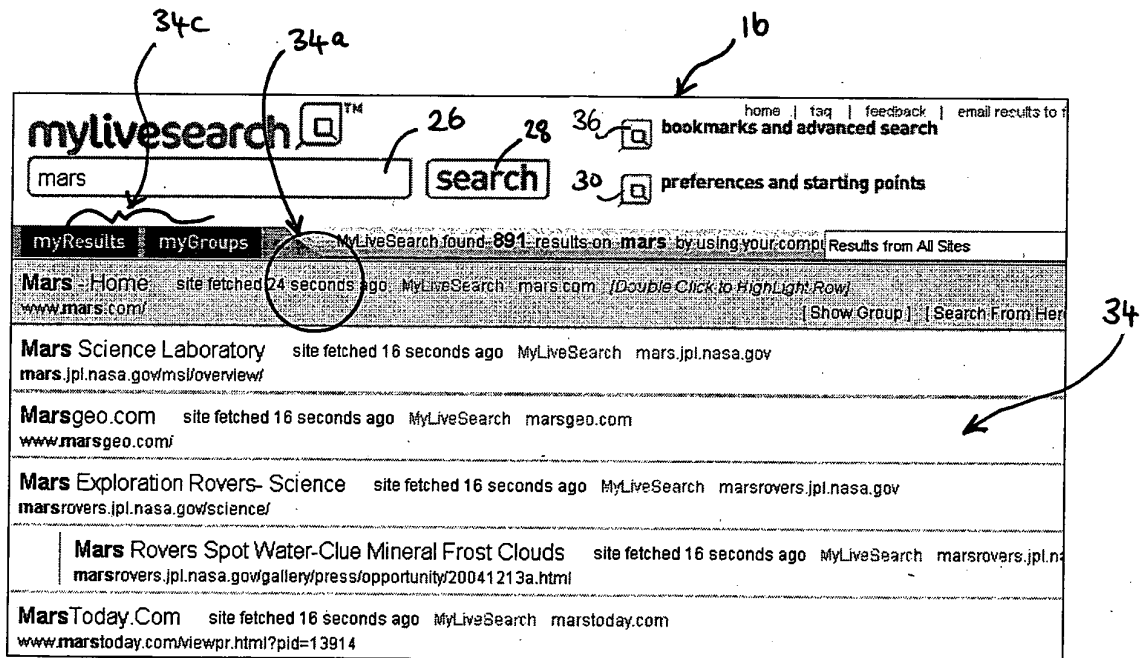 34c
34a
16
home | faq | feedback | email results to f
mylivesearch ™
26
28
36
bookmarks and advanced search
mars
search
30
preferences and starting points
myResults myGroups MyLiveSearch found 891 results on mars by using your compu Results from All Sites
Mars - Home site fetched 24 seconds ago MyLiveSearch mars.com [Double Click to HighLight Row]
www.mars.com/ [ Show Group ] [ Search From Her
34
Mars Science Laboratory site fetched 16 seconds ago MyLiveSearch mars.jpl.nasa.gov
mars.jpl.nasa.gov/msl/overview/
Marsgeo.com site fetched 16 seconds ago MyLiveSearch marsgeo.com
www.marsgeo.com/
Mars Exploration Rovers- Science site fetched 16 seconds ago MyLiveSearch marsrovers.jpl.nasa.gov
marsrovers.jpl.nasa.gov/science/
Mars Rovers Spot Water-Clue Mineral Frost Clouds site fetched 16 seconds ago MyLiveSearch marsrovers.jpl.na
marsrovers.jpl.nasa.gov/gallery/press/opportunity/20041213a.html
MarsToday.Com site fetched 16 seconds ago MyLiveSearch marstoday.com
www.marstoday.com/viewpr.html?pid=13914